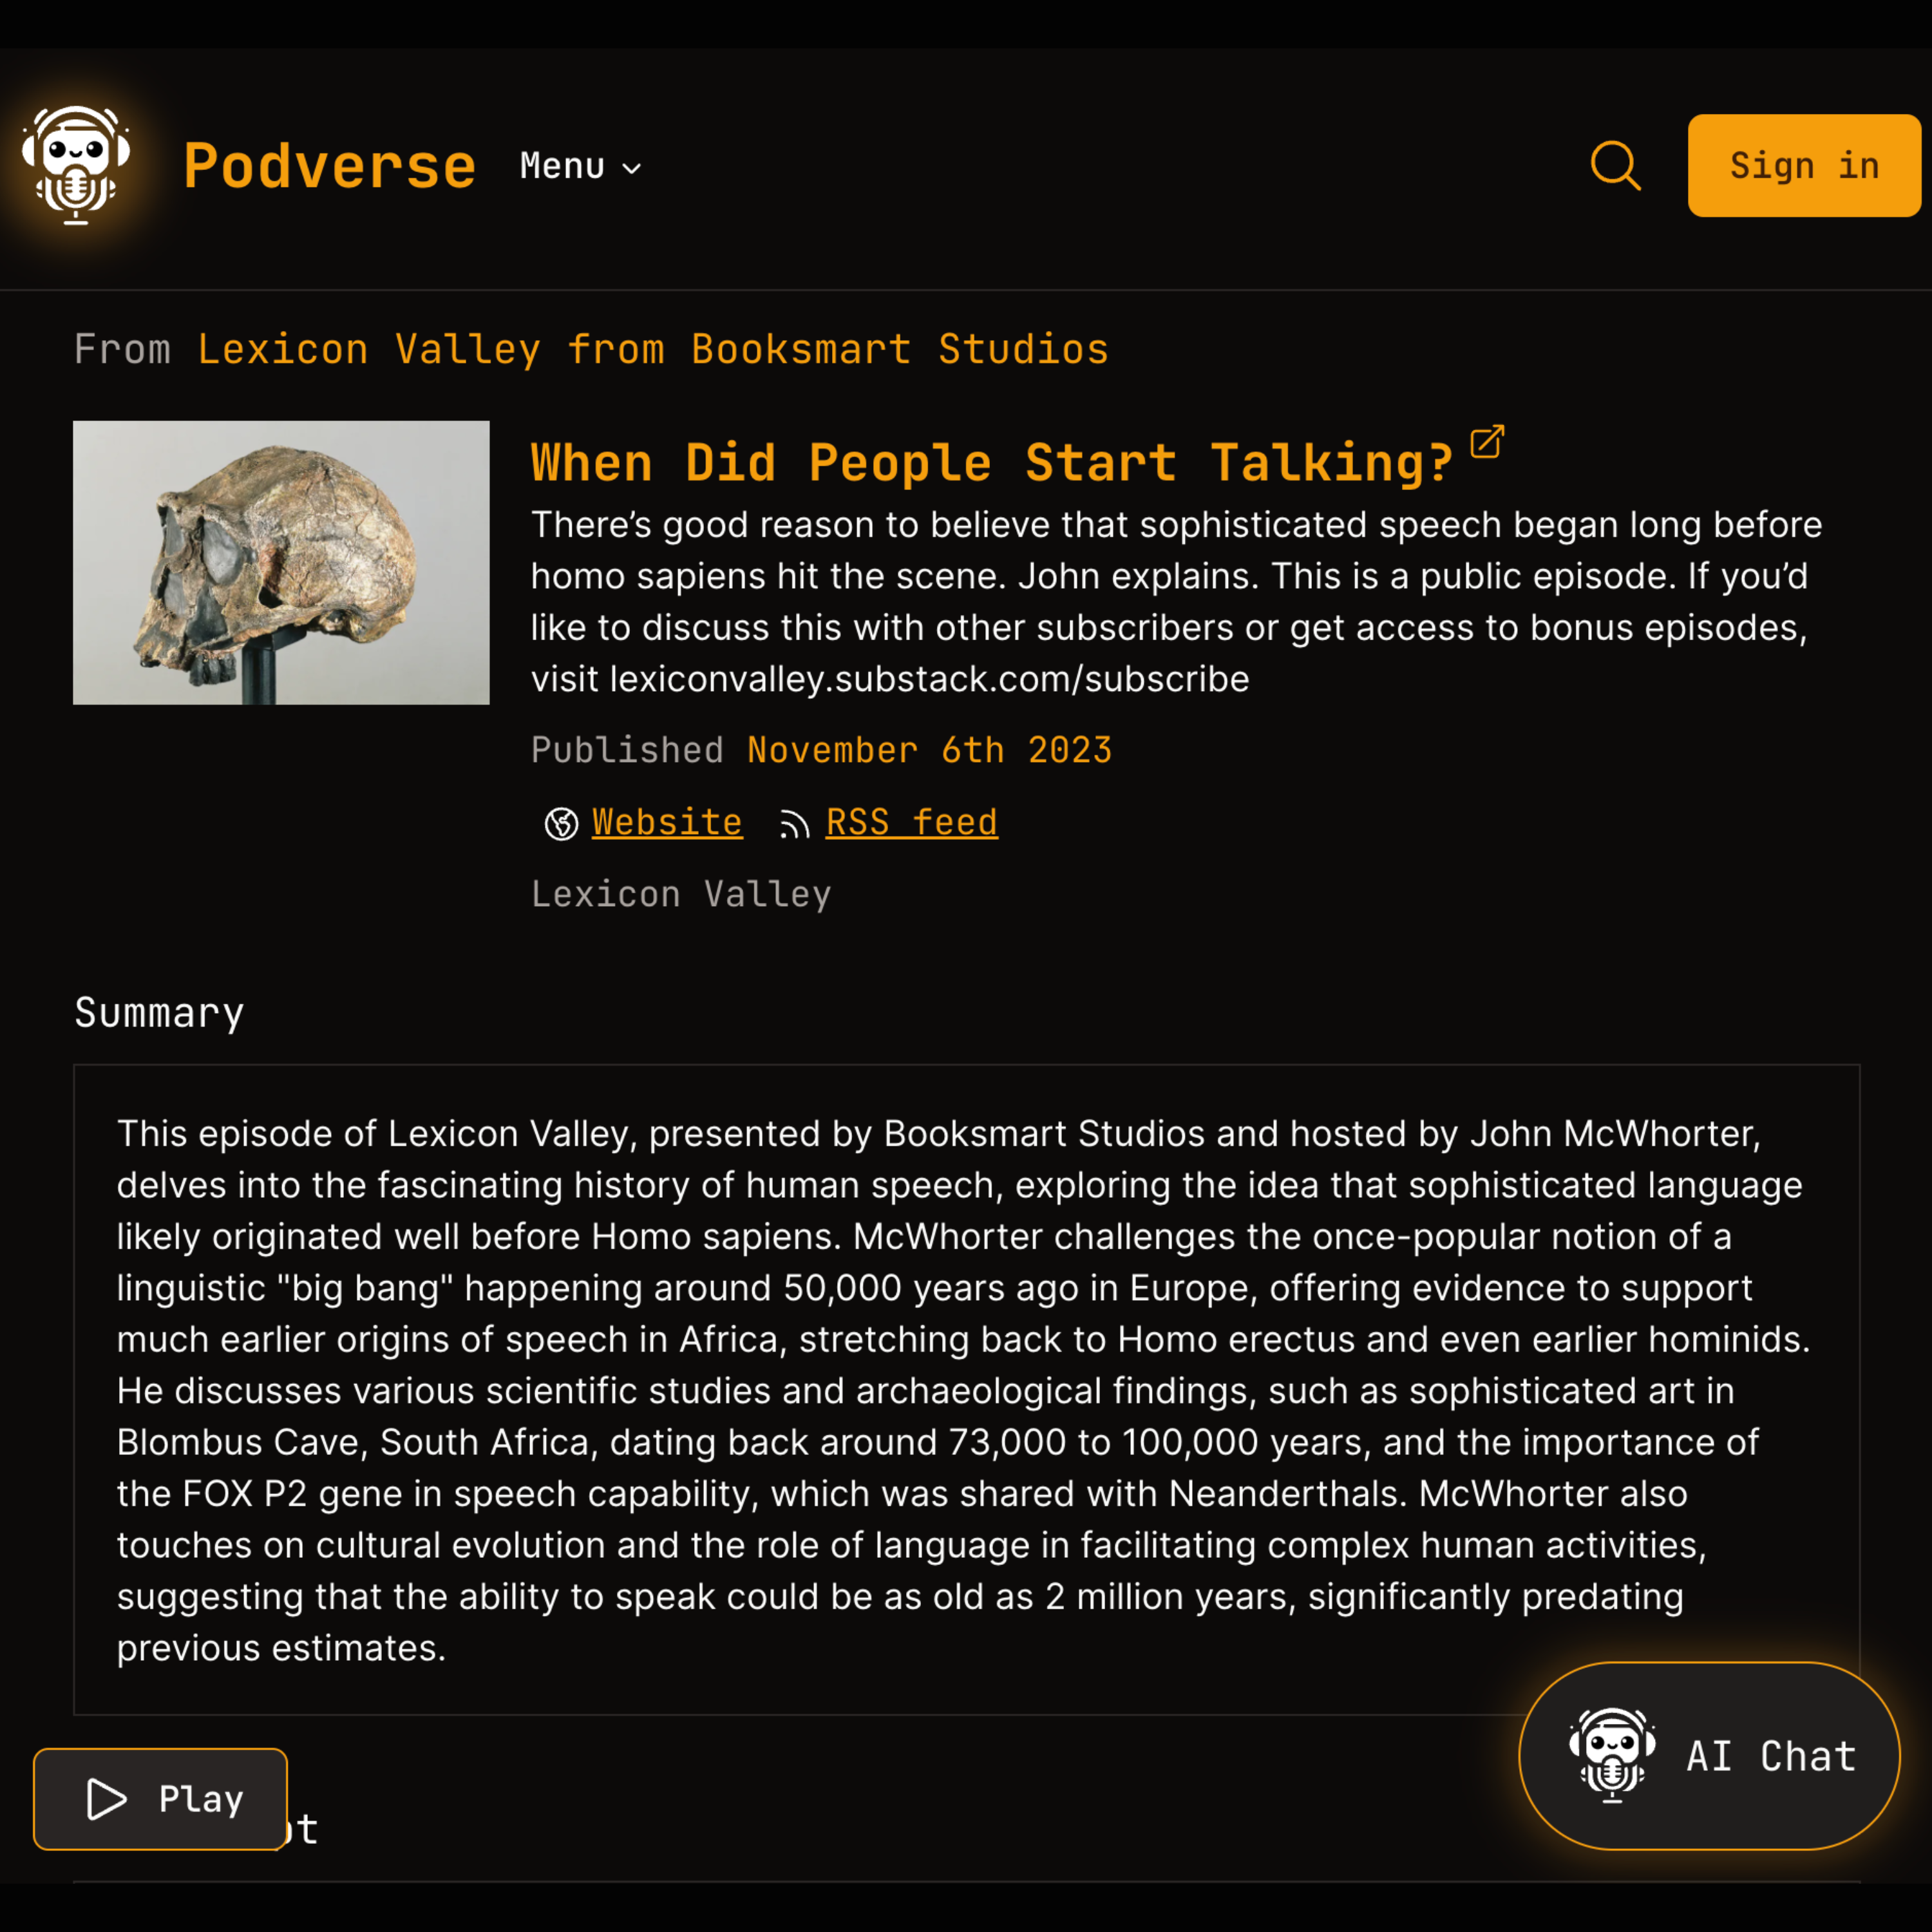 Podverse Menu
Sign in
From Lexicon Valley from Booksmart Studios
When Did People Start Talking?
There’s good reason to believe that sophisticated speech began long before
homo sapiens hit the scene. John explains. This is a public episode. If you’d
like to discuss this with other subscribers or get access to bonus episodes,
visit lexiconvalley.substack.com/subscribe
Published November 6th 2023
Website RSS feed
Lexicon Valley
Summary
This episode of Lexicon Valley, presented by Booksmart Studios and hosted by John McWhorter,
delves into the fascinating history of human speech, exploring the idea that sophisticated language
likely originated well before Homo sapiens. McWhorter challenges the once-popular notion of a
linguistic "big bang" happening around 50,000 years ago in Europe, offering evidence to support
much earlier origins of speech in Africa, stretching back to Homo erectus and even earlier hominids.
He discusses various scientific studies and archaeological findings, such as sophisticated art in
Blombus Cave, South Africa, dating back around 73,000 to 100,000 years, and the importance of
the FOX P2 gene in speech capability, which was shared with Neanderthals. McWhorter also
touches on cultural evolution and the role of language in facilitating complex human activities,
suggesting that the ability to speak could be as old as 2 million years, significantly predating
previous estimates.
AI Chat
Play